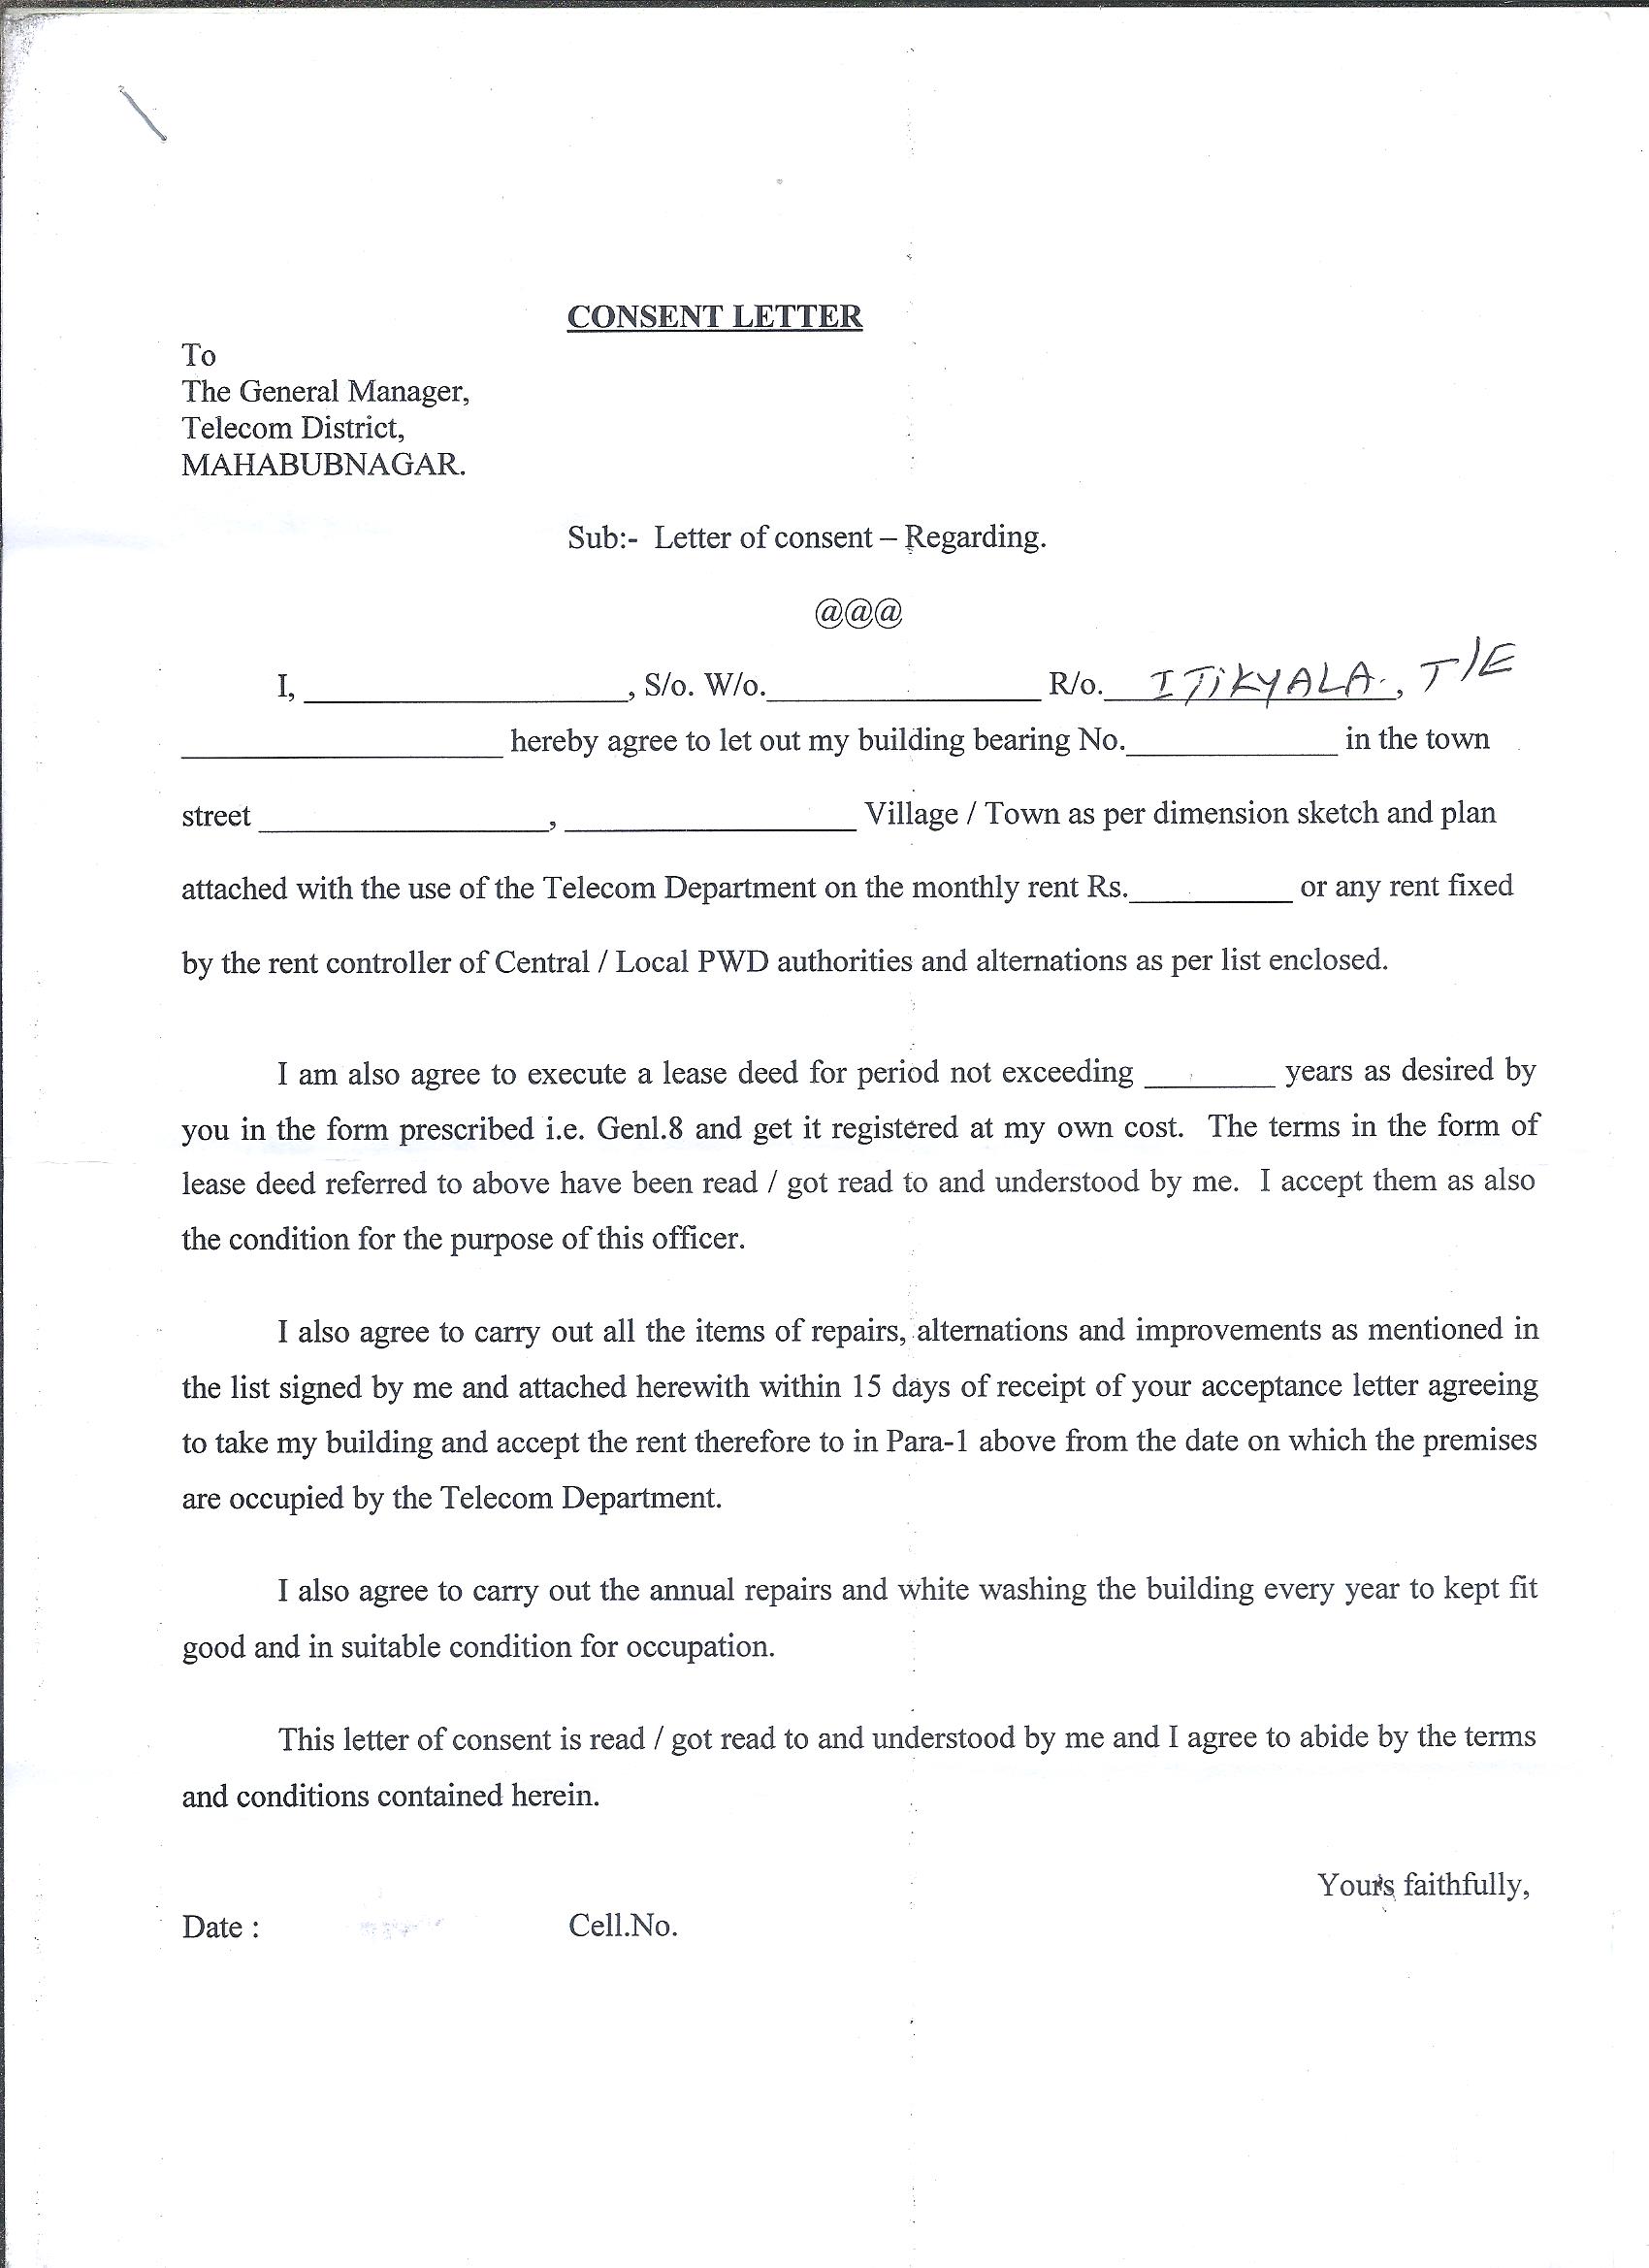 CONSENT LETTER
To
The General Manager,
Telecom District,
MAHABUBNAGAR.
Sub:- Letter of consent – Regarding.
@@@
I, ____________________, S/o. W/o.__________________ R/o. ITIKYALA., T/E
____________________ hereby agree to let out my building bearing No._____________ in the town
street __________________, __________________ Village / Town as per dimension sketch and plan
attached with the use of the Telecom Department on the monthly rent Rs.__________ or any rent fixed
by the rent controller of Central / Local PWD authorities and alternations as per list enclosed.
I am also agree to execute a lease deed for period not exceeding ________ years as desired by
you in the form prescribed i.e. Genl.8 and get it registered at my own cost. The terms in the form of
lease deed referred to above have been read / got read to and understood by me. I accept them as also
the condition for the purpose of this officer.
I also agree to carry out all the items of repairs, alternations and improvements as mentioned in
the list signed by me and attached herewith within 15 days of receipt of your acceptance letter agreeing
to take my building and accept the rent therefore to in Para-1 above from the date on which the premises
are occupied by the Telecom Department.
I also agree to carry out the annual repairs and white washing the building every year to kept fit
good and in suitable condition for occupation.
This letter of consent is read / got read to and understood by me and I agree to abide by the terms
and conditions contained herein.
Yours faithfully,
Date : Cell.No.